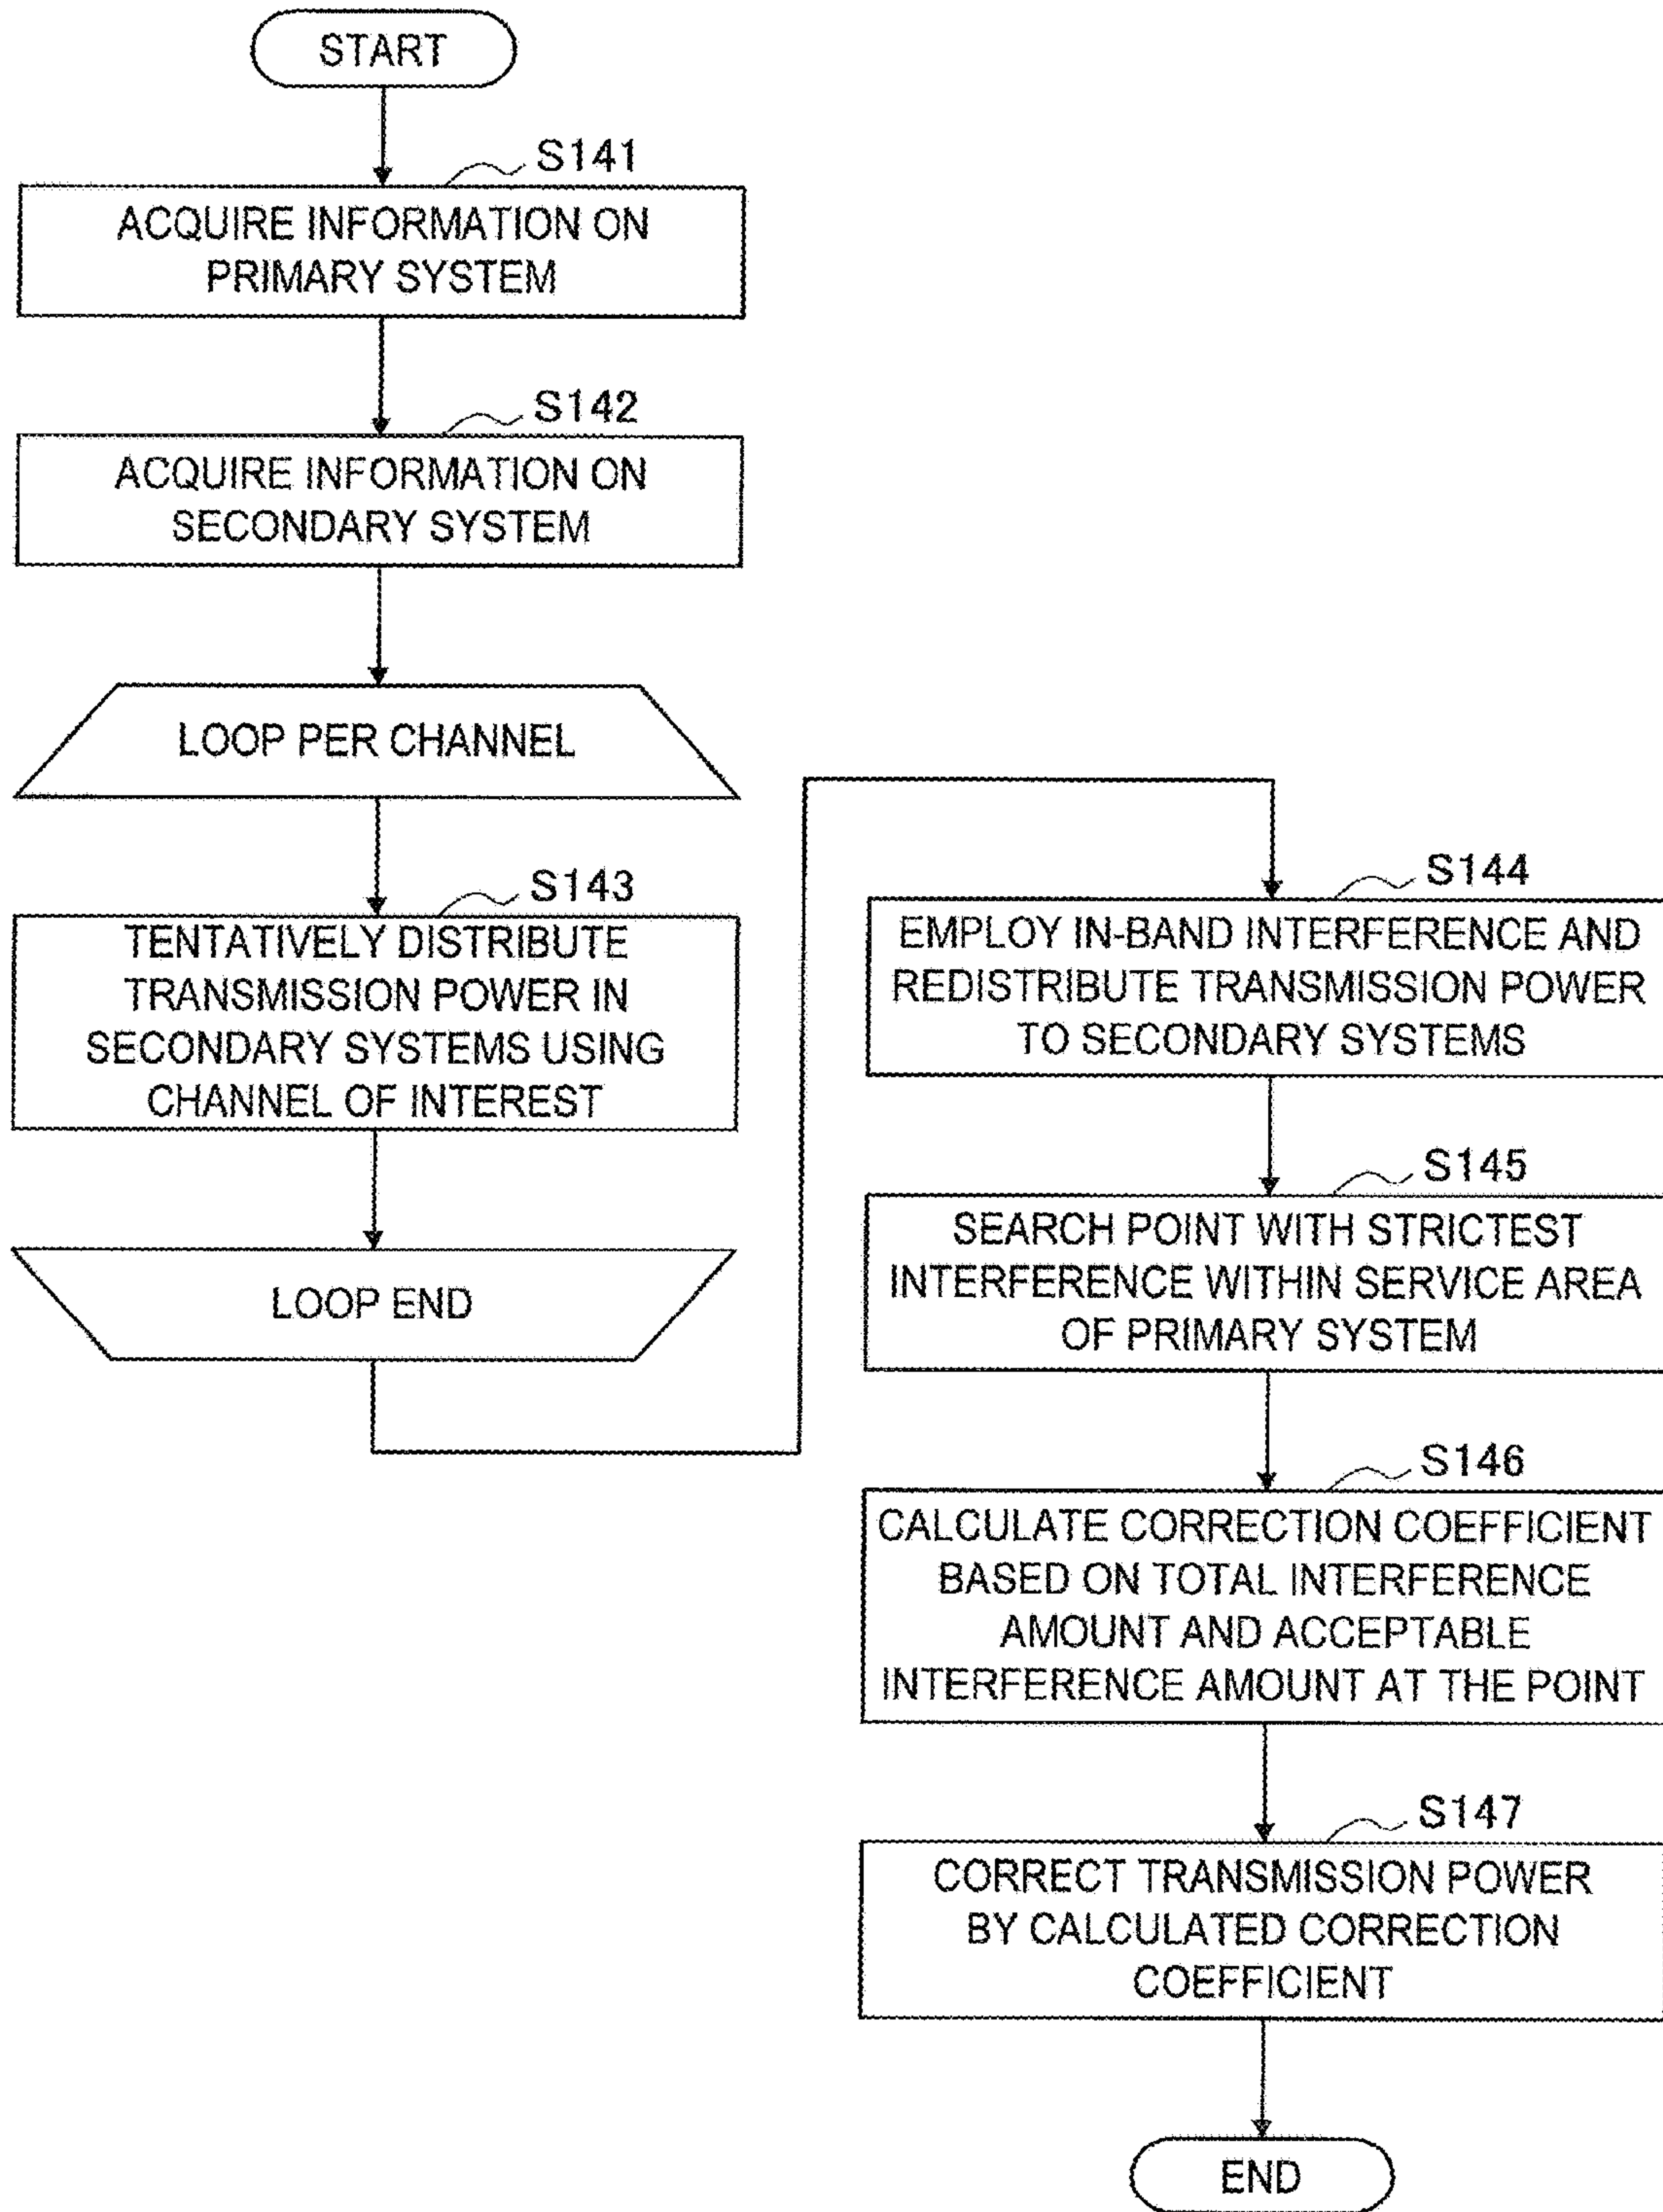 START
S141
ACQUIRE INFORMATION ON
PRIMARY SYSTEM
S142
ACQUIRE INFORMATION ON
SECONDARY SYSTEM
LOOP PER CHANNEL
S143
TENTATIVELY DISTRIBUTE
TRANSMISSION POWER IN
SECONDARY SYSTEMS USING
CHANNEL OF INTEREST
LOOP END
S144
EMPLOY IN-BAND INTERFERENCE AND
REDISTRIBUTE TRANSMISSION POWER
TO SECONDARY SYSTEMS
S145
SEARCH POINT WITH STRICTEST
INTERFERENCE WITHIN SERVICE AREA
OF PRIMARY SYSTEM
S146
CALCULATE CORRECTION COEFFICIENT
BASED ON TOTAL INTERFERENCE
AMOUNT AND ACCEPTABLE
INTERFERENCE AMOUNT AT THE POINT
S147
CORRECT TRANSMISSION POWER
BY CALCULATED CORRECTION
COEFFICIENT
END